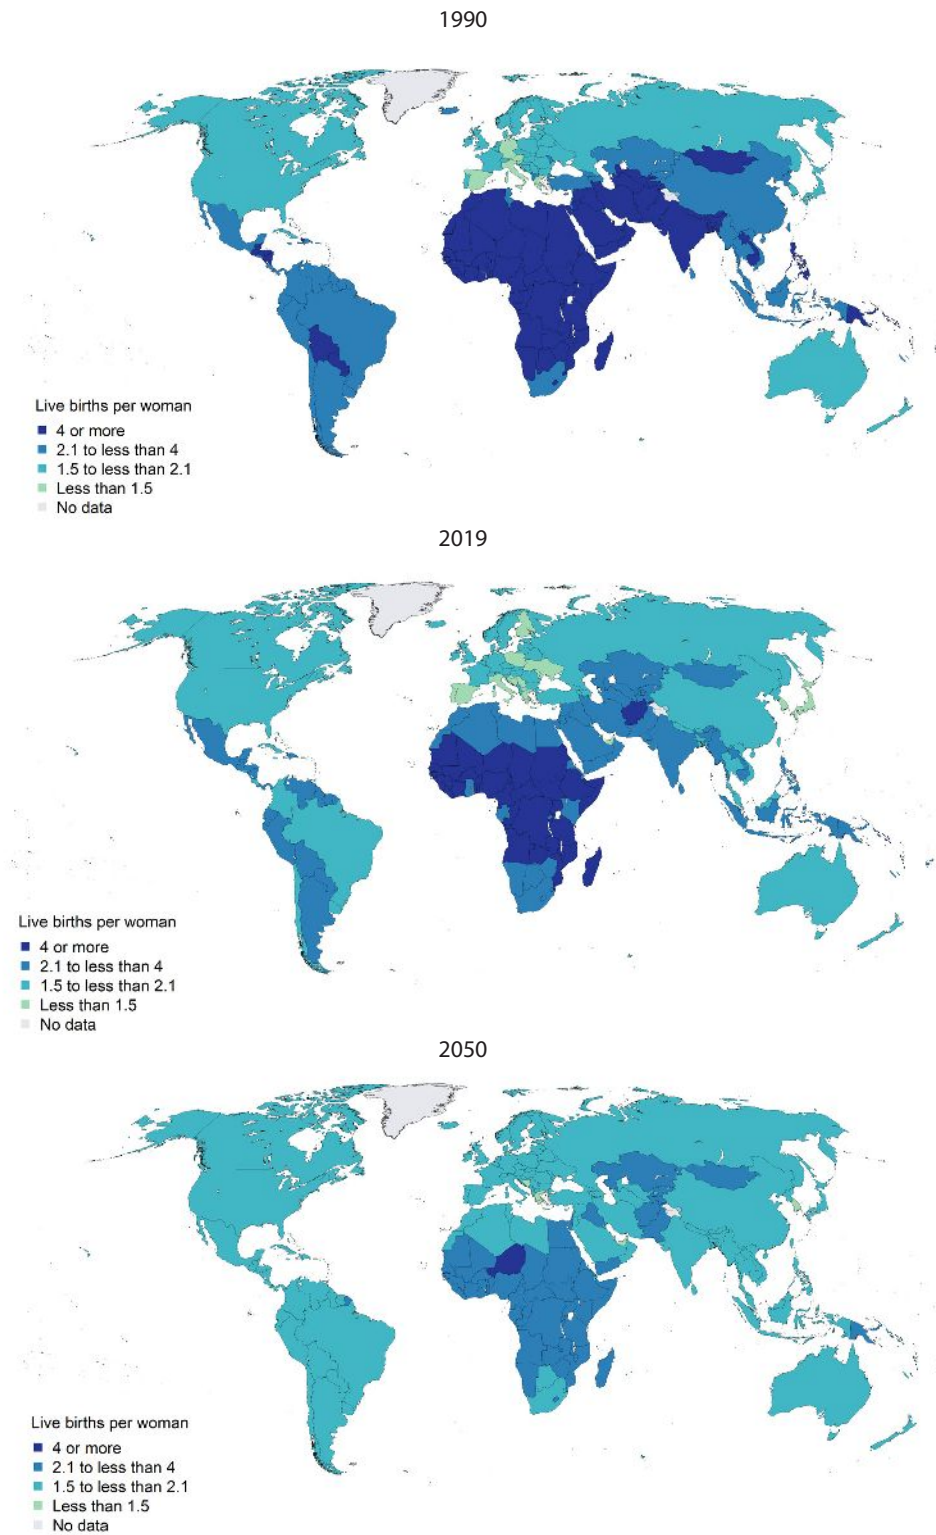 1990
Live births per woman
4 or more
2.1 to less than 4
1.5 to less than 2.1
Less than 1.5
No data
2019
Live births per woman
4 or more
2.1 to less than 4
1.5 to less than 2.1
Less than 1.5
No data
2050
Live births per woman
4 or more
2.1 to less than 4
1.5 to less than 2.1
Less than 1.5
No data